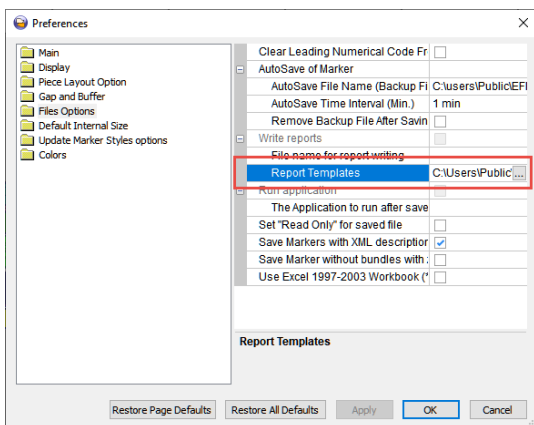 Preferences
Main
Display
Piece Layout Option
Gap and Buffer
Files Options
Default Internal Size
Update Marker Styles options
Colors
Clear Leading Numerical Code Fr
AutoSave of Marker
AutoSave File Name (Backup Fi C:\users\Public\EFI
AutoSave Time Interval (Min.) 1 min
Remove Backup File After Savin
Write reports
File name for report writing
Report Templates C:\Users\Public' ...
Run application
The Application to run after save
Set "Read Only" for saved file
Save Markers with XML description
Save Marker without bundles with :
Use Excel 1997-2003 Workbook (*
Report Templates
Restore Page Defaults Restore All Defaults Apply OK Cancel